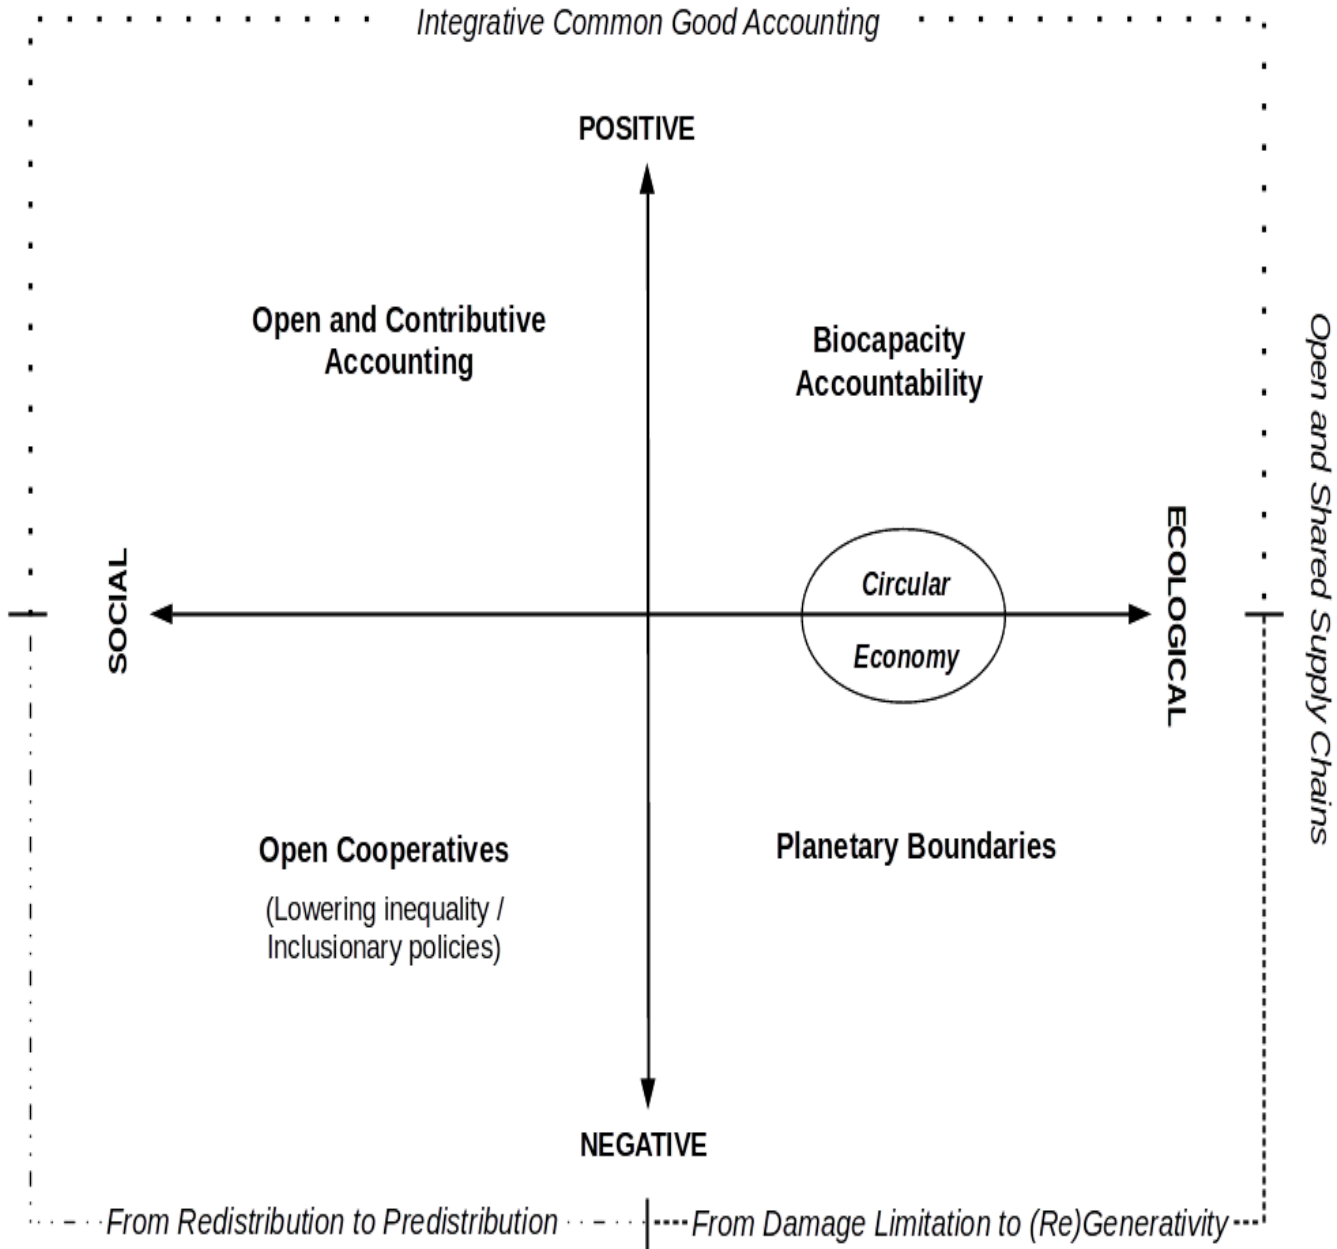 Integrative Common Good Accounting
POSITIVE
Open and Contributive
Accounting
Biocapacity
Accountability
SOCIAL
Circular
Economy
ECOLOGICAL
Open and Shared Supply Chains
Open Cooperatives
(Lowering inequality /
Inclusionary policies)
Planetary Boundaries
NEGATIVE
From Redistribution to Predistribution
From Damage Limitation to (Re)Generativity